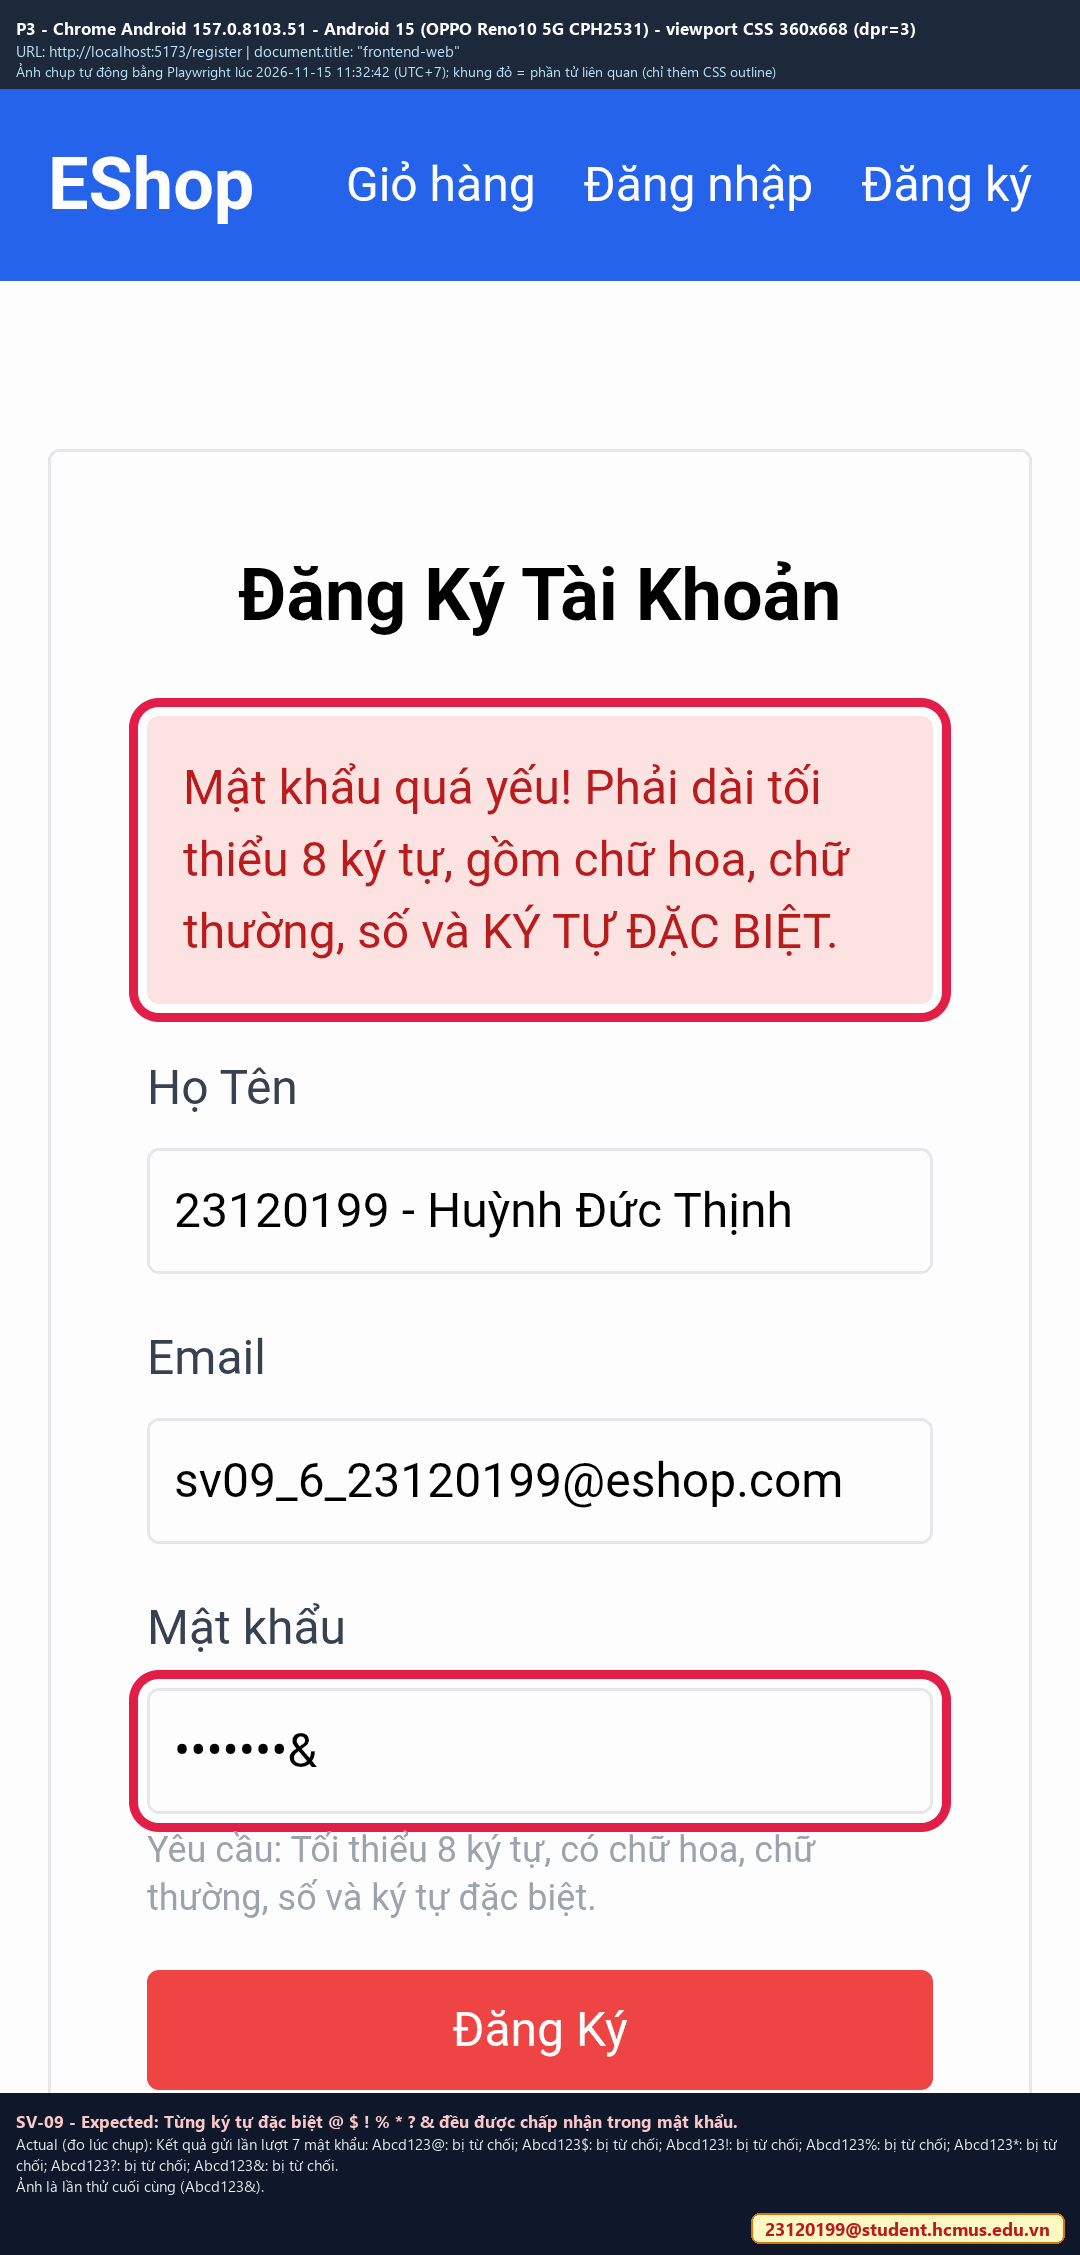 P3 - Chrome Android 157.0.8103.51 - Android 15 (OPPO Reno10 5G CPH2531) - viewport CSS 360x668 (dpr=3)
URL: http://localhost:5173/register | document.title: "frontend-web"
Ảnh chụp tự động bằng Playwright lúc 2026-11-15 11:32:42 (UTC+7); khung đỏ = phần tử liên quan (chỉ thêm CSS outline)
EShop Giỏ hàng Đăng nhập Đăng ký
Đăng Ký Tài Khoản
Mật khẩu quá yếu! Phải dài tối
thiểu 8 ký tự, gồm chữ hoa, chữ
thường, số và KÝ TỰ ĐẶC BIỆT.
Họ Tên
23120199 - Huỳnh Đức Thịnh
Email
sv09_6_23120199@eshop.com
Mật khẩu
•••••••&
Yêu cầu: Tối thiểu 8 ký tự, có chữ hoa, chữ
thường, số và ký tự đặc biệt.
Đăng Ký
SV-09 - Expected: Từng ký tự đặc biệt @ $ ! % * ? & đều được chấp nhận trong mật khẩu.
Actual (đo lúc chụp): Kết quả gửi lần lượt 7 mật khẩu: Abcd123@: bị từ chối; Abcd123$: bị từ chối; Abcd123!: bị từ chối; Abcd123%: bị từ chối; Abcd123*: bị từ
chối; Abcd123?: bị từ chối; Abcd123&: bị từ chối.
Ảnh là lần thử cuối cùng (Abcd123&).
23120199@student.hcmus.edu.vn